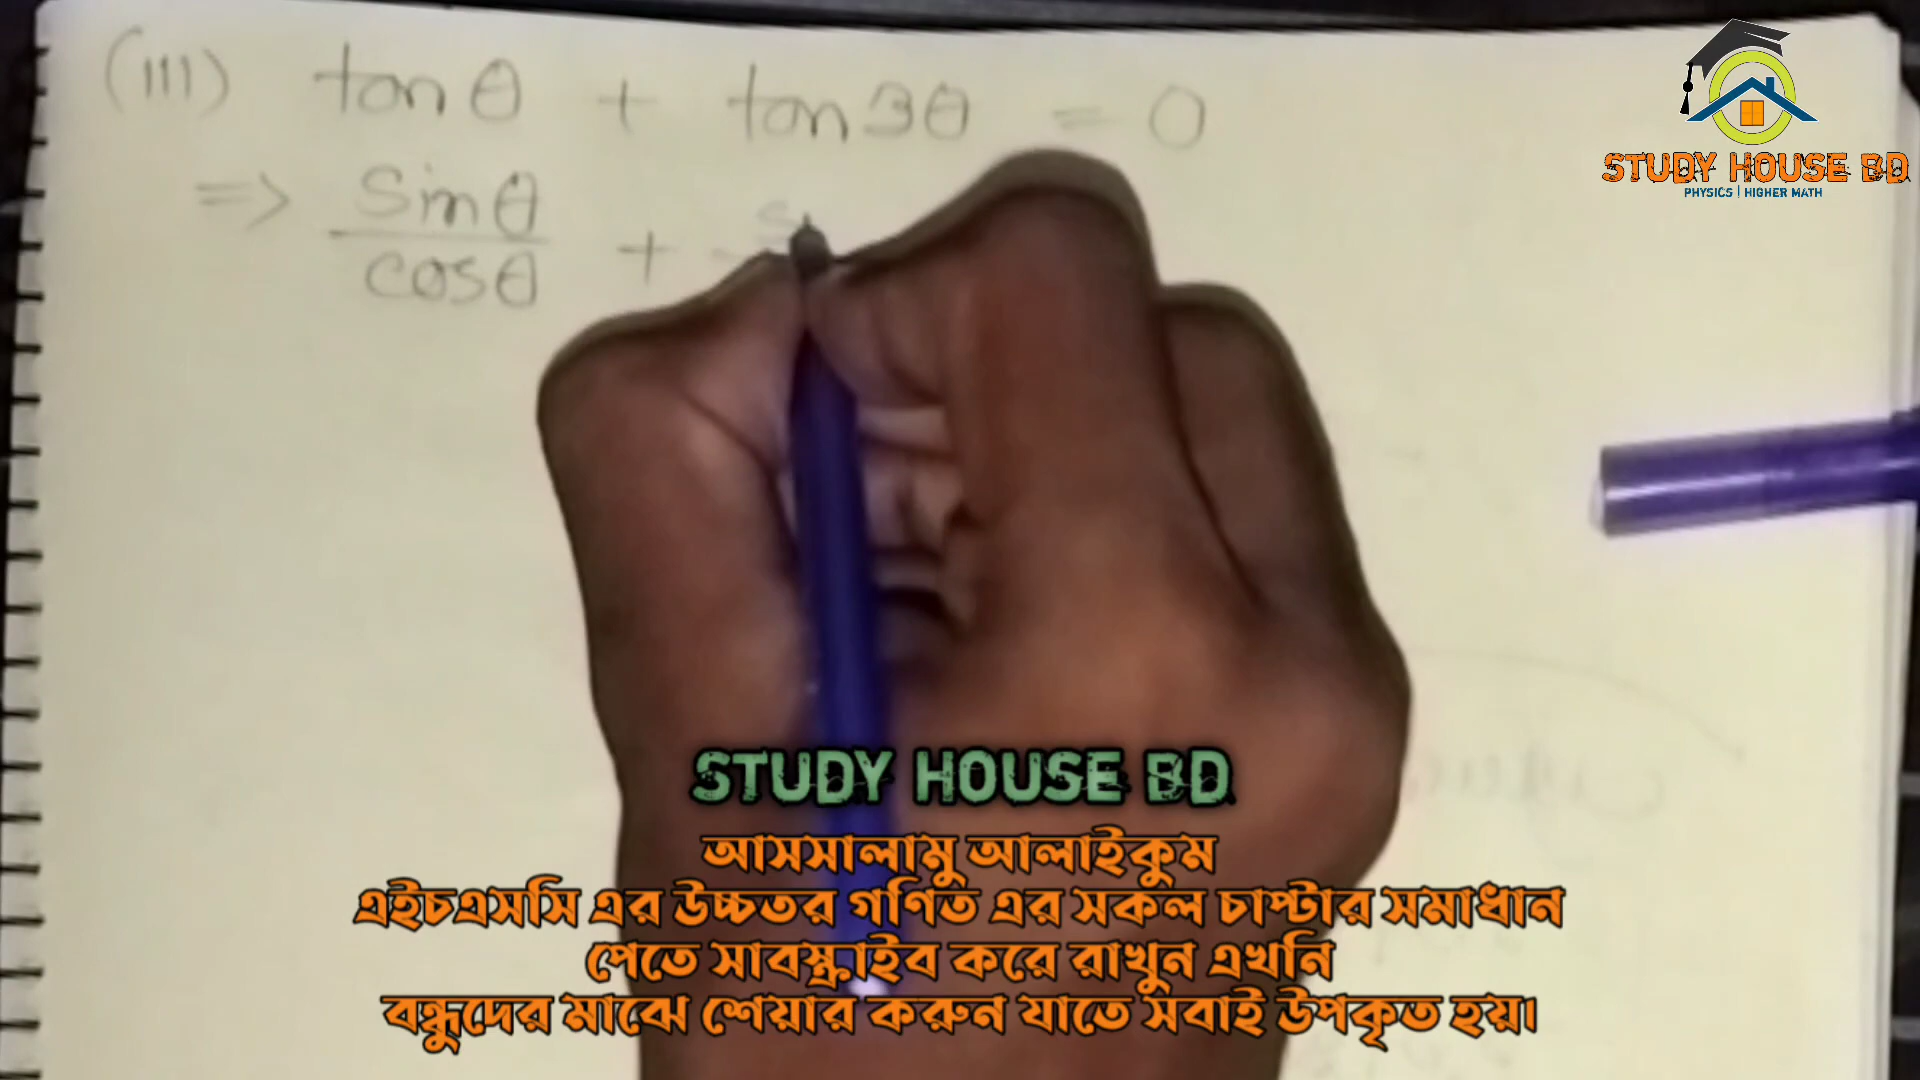 (iii) tanθ + tan3θ = 0
=> sinθ/cosθ +
STUDY HOUSE BD
PHYSICS | HIGHER MATH
STUDY HOUSE BD
আসসালামু আলাইকুম
এইচএসসি এর উচ্চতর গণিত এর সকল চাপ্টার সমাধান
পেতে সাবস্ক্রাইব করে রাখুন এখনি
বন্ধুদের মাঝে শেয়ার করুন যাতে সবাই উপকৃত হয়।